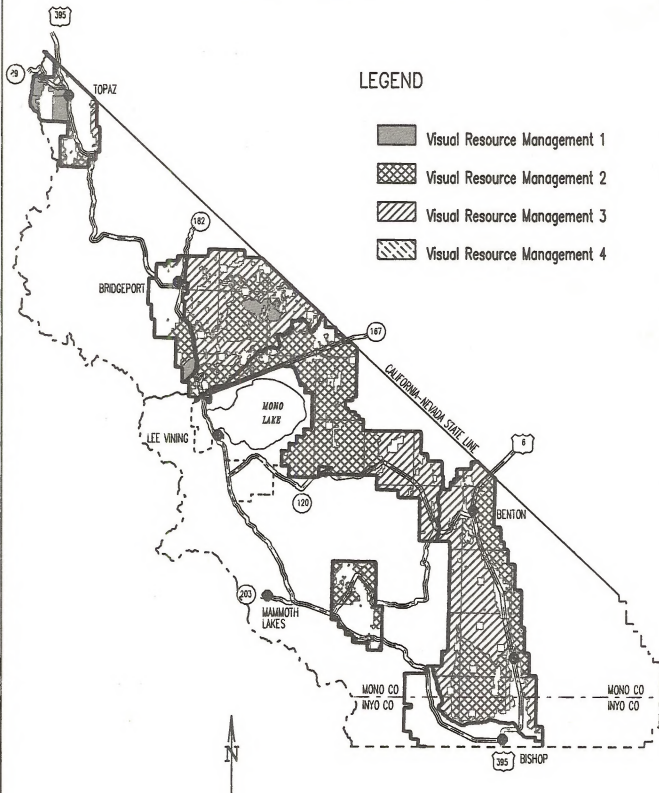 395
TOPAZ
LEGEND
Visual Resource Management 1
Visual Resource Management 2
Visual Resource Management 3
Visual Resource Management 4
182
BRIDGEPORT
167
MONO
LAKE
CALIFORNIA-NEVADA STATE LINE
LEE VINING
6
120
BENTON
203
MAMMOTH
LAKES
MONO CO
INYO CO
MONO CO
INYO CO
N
395
BISHOP